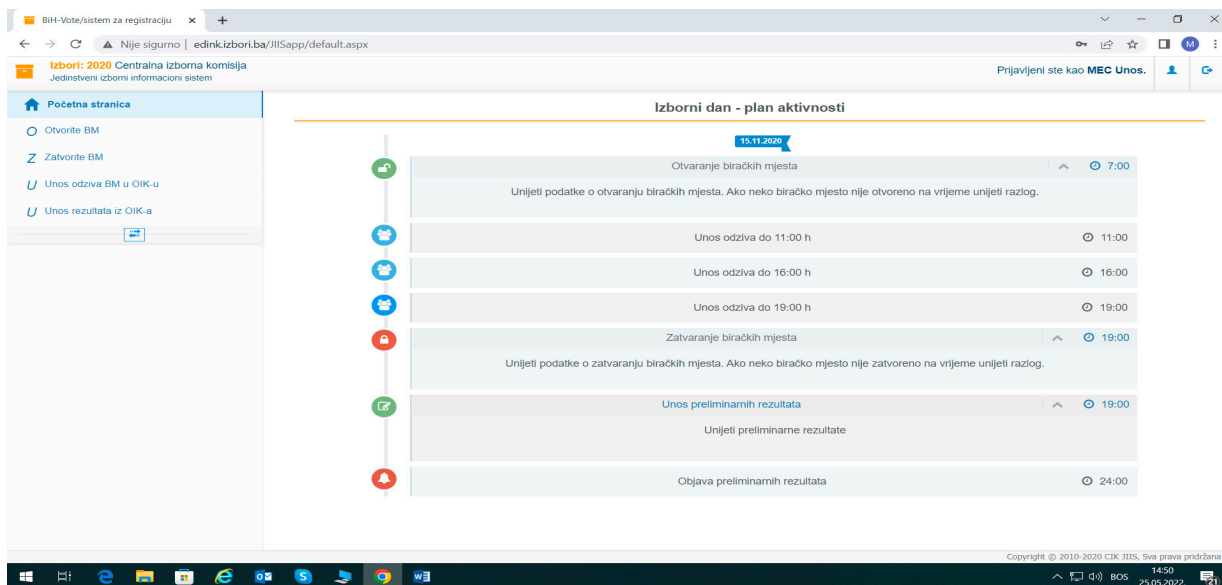 BiH-Vote/sistem za registraciju
Nije sigurno | edink.izbori.ba/JIISapp/default.aspx
M
Izbori: 2020 Centralna izborna komisija
Jedinstveni izborni informacioni sistem
Prijavljeni ste kao MEC Unos.
Početna stranica
O Otvorite BM
Z Zatvorite BM
U Unos odziva BM u OIK-u
U Unos rezultata iz OIK-a
Izborni dan - plan aktivnosti
15.11.2020
Otvaranje biračkih mjesta 7:00
Unijeti podatke o otvaranju biračkih mjesta. Ako neko biračko mjesto nije otvoreno na vrijeme unijeti razlog.
Unos odziva do 11:00 h 11:00
Unos odziva do 16:00 h 16:00
Unos odziva do 19:00 h 19:00
Zatvaranje biračkih mjesta 19:00
Unijeti podatke o zatvaranju biračkih mjesta. Ako neko biračko mjesto nije zatvoreno na vrijeme unijeti razlog.
Unos preliminarnih rezultata 19:00
Unijeti preliminarne rezultate
Objava preliminarnih rezultata 24:00
Copyright © 2010-2020 CIK JIIS, Sva prava pridržana
BOS
14:50
25.05.2022.